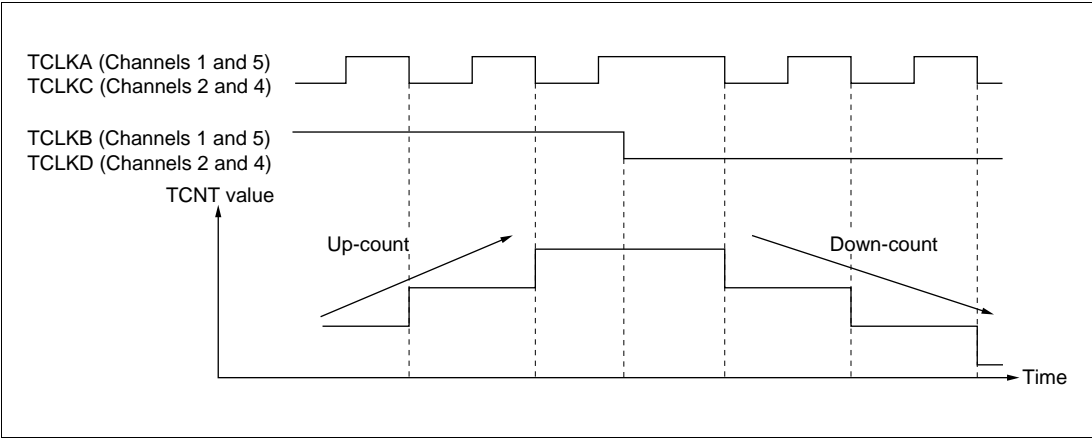 TCLKA (Channels 1 and 5)
TCLKC (Channels 2 and 4)
TCLKB (Channels 1 and 5)
TCLKD (Channels 2 and 4)
TCNT value
Up-count
Down-count
Time